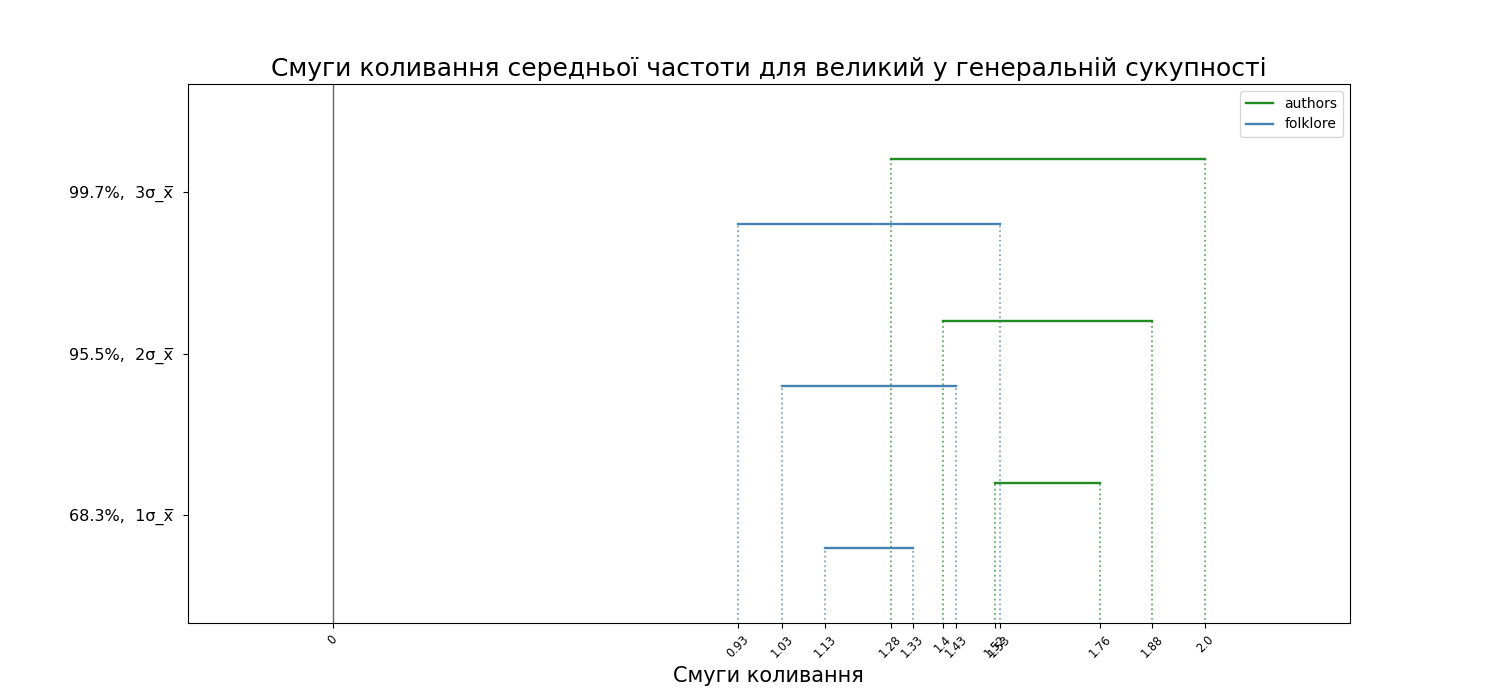 Смуги коливання середньої частоти для великий у генеральній сукупності
authors
folklore
99.7%, 3σ_x̅
95.5%, 2σ_x̅
68.3%, 1σ_x̅
0 0.93 1.03 1.13 1.28 1.33 1.4 1.43 1.53 1.76 1.88 2.0
Смуги коливання